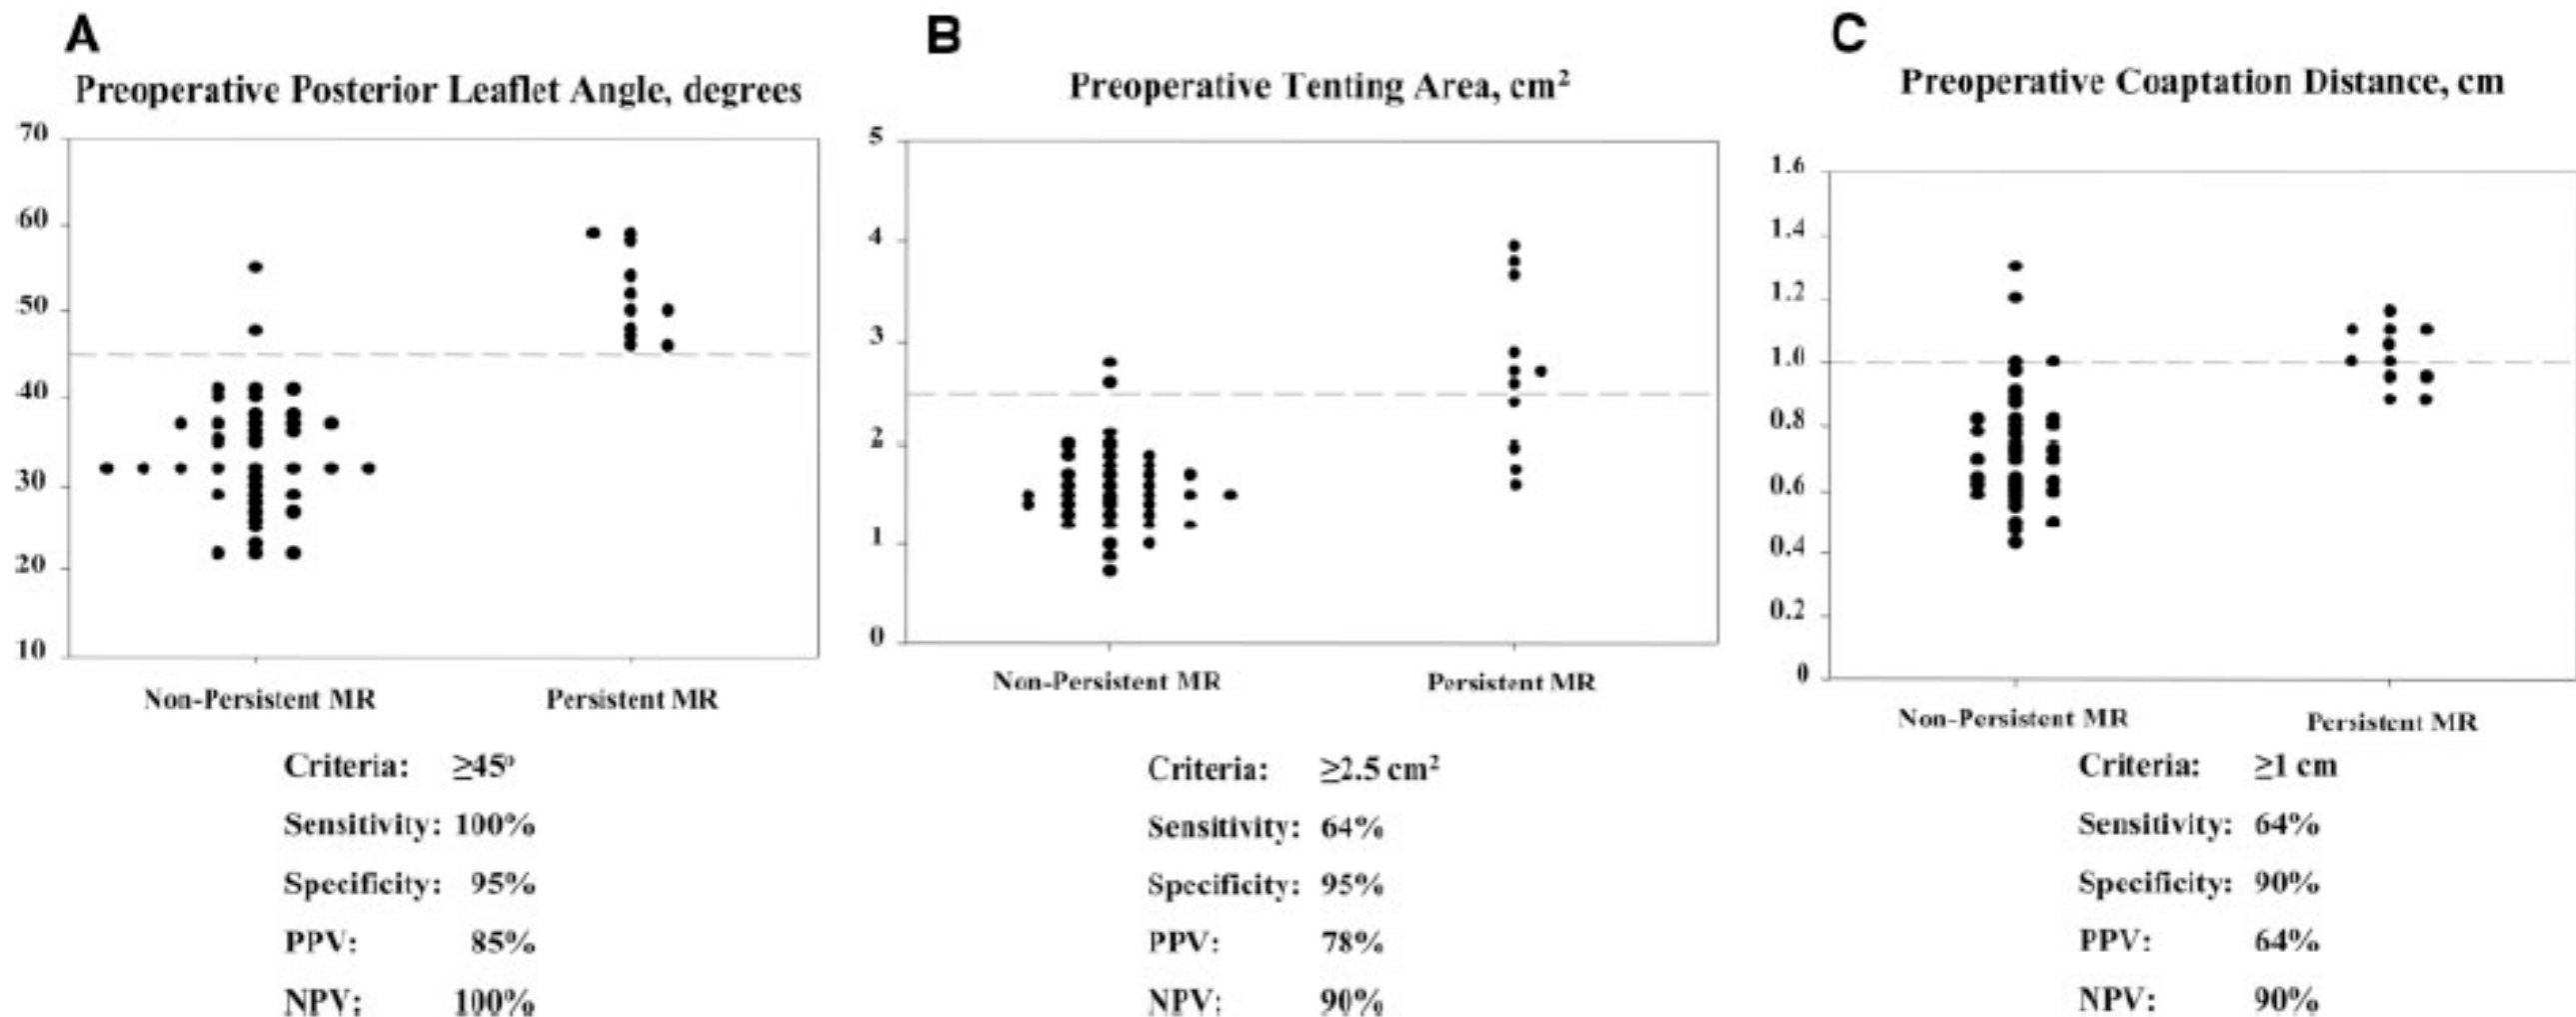 A
Preoperative Posterior Leaflet Angle, degrees
70
60
50
40
30
20
10
Non-Persistent MR
Persistent MR
Criteria: ≥45º
Sensitivity: 100%
Specificity: 95%
PPV: 85%
NPV: 100%
B
Preoperative Tenting Area, cm²
5
4
3
2
1
0
Non-Persistent MR
Persistent MR
Criteria: ≥2.5 cm²
Sensitivity: 64%
Specificity: 95%
PPV: 78%
NPV: 90%
C
Preoperative Coaptation Distance, cm
1.6
1.4
1.2
1.0
0.8
0.6
0.4
0.2
0
Non-Persistent MR
Persistent MR
Criteria: ≥1 cm
Sensitivity: 64%
Specificity: 90%
PPV: 64%
NPV: 90%